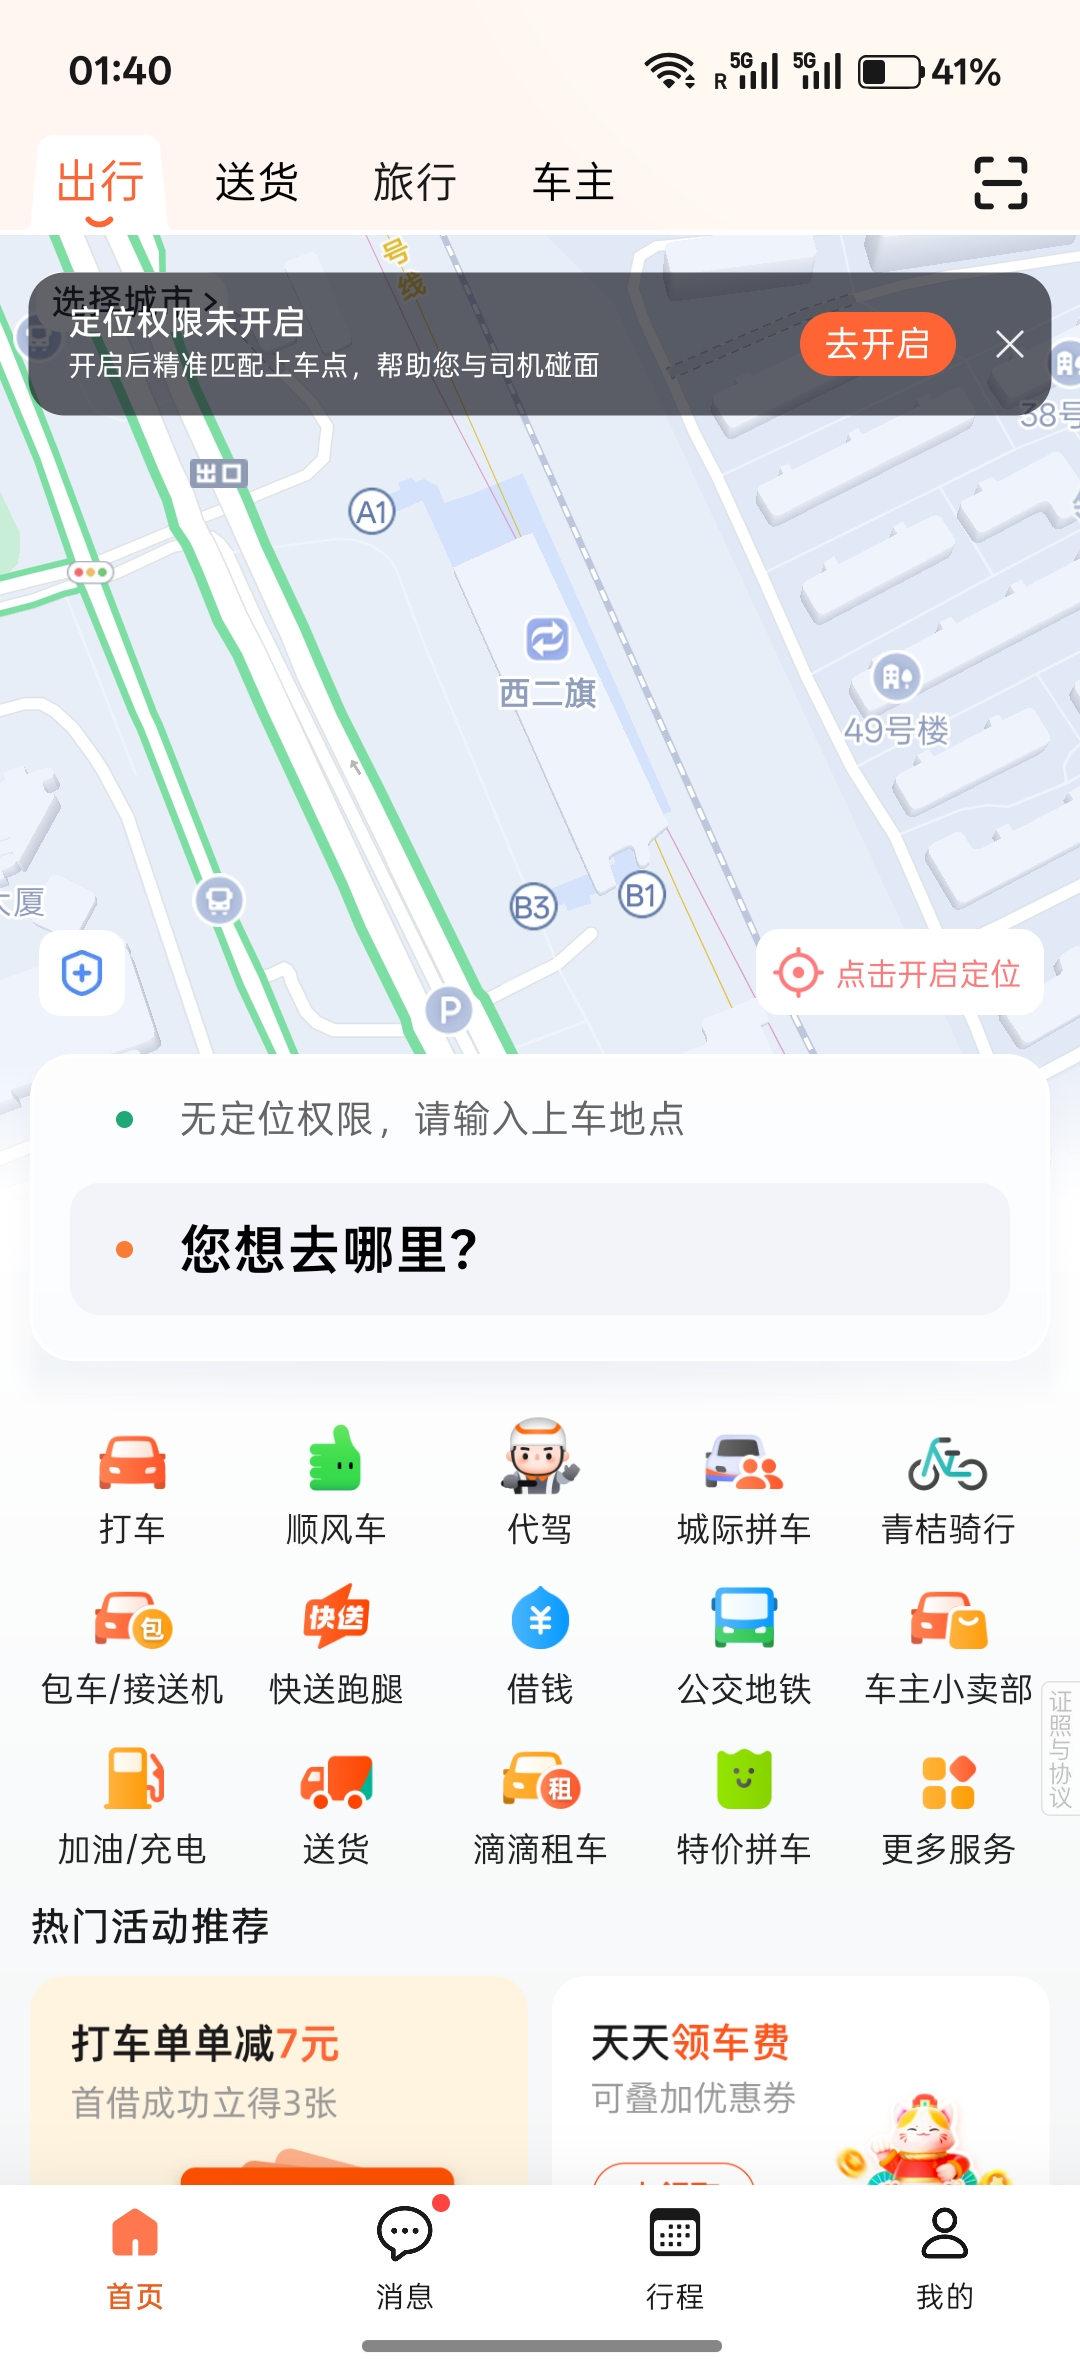 01:40
R 5G 5G 41%
出行 送货 旅行 车主
号线
选择城市 >
定位权限未开启
开启后精准匹配上车点，帮助您与司机碰面
去开启
38号
出口
A1
西二旗
49号楼
大厦
B3
B1
P
点击开启定位
无定位权限，请输入上车地点
您想去哪里?
打车 顺风车 代驾 城际拼车 青桔骑行
包
快送
¥
包车/接送机 快送跑腿 借钱 公交地铁 车主小卖部
证照与协议
租
加油/充电 送货 滴滴租车 特价拼车 更多服务
热门活动推荐
打车单单减7元
首借成功立得3张
天天领车费
可叠加优惠券
首页 消息 行程 我的